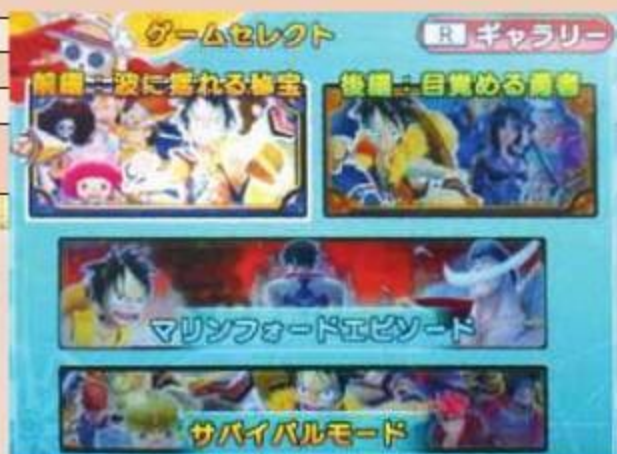 ゲームセレクト
R ギャラリー
前編：波に揺れる秘宝
後編：目覚める勇者
マリンフォードエピソード
サバイバルモード